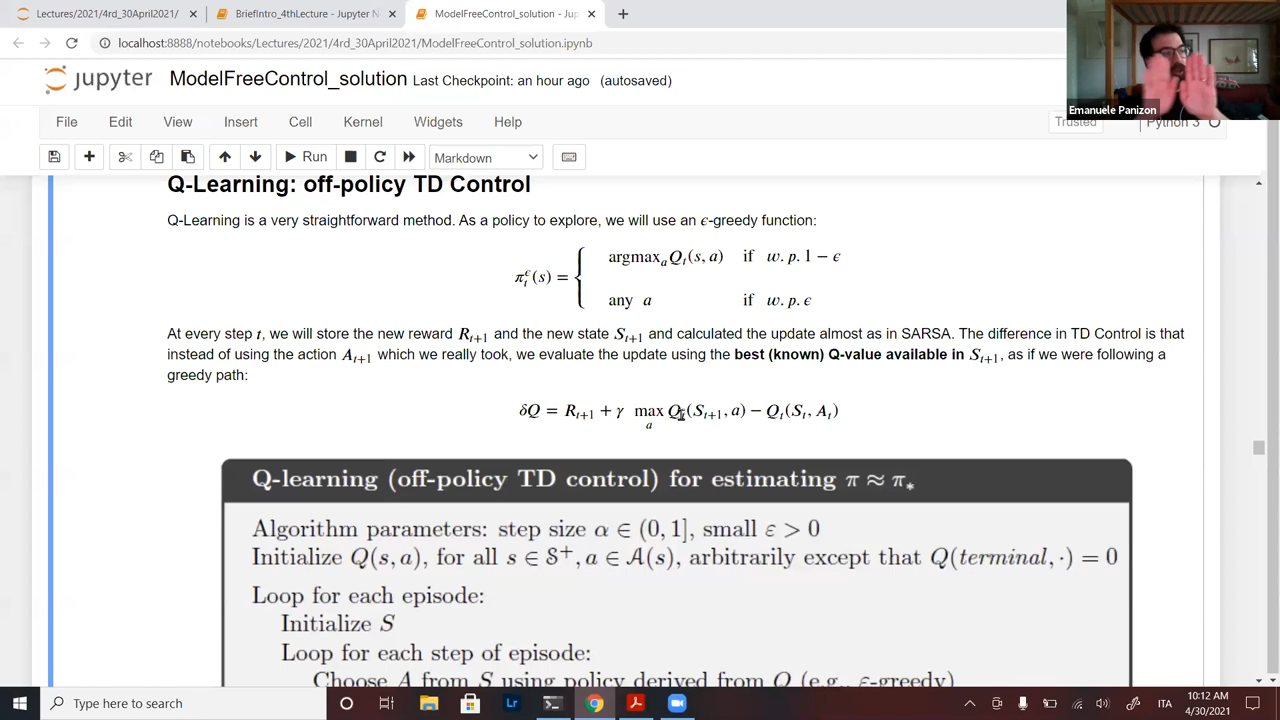 Lectures/2021/4rd_30April2021/
BriefIntro_4thLecture - Jupyter N
ModelFreeControl_solution - Jup
localhost:8888/notebooks/Lectures/2021/4rd_30April2021/ModelFreeControl_solution.ipynb
jupyter ModelFreeControl_solution Last Checkpoint: an hour ago (autosaved)
Emanuele Panizon
File Edit View Insert Cell Kernel Widgets Help Trusted Python 3
Run Markdown
Q-Learning: off-policy TD Control
Q-Learning is a very straightforward method. As a policy to explore, we will use an ϵ-greedy function:
π_t^ϵ(s) = { argmax_a Q_t(s, a) if w. p. 1 − ϵ
any a if w. p. ϵ
At every step t, we will store the new reward R_{t+1} and the new state S_{t+1} and calculated the update almost as in SARSA. The difference in TD Control is that
instead of using the action A_{t+1} which we really took, we evaluate the update using the best (known) Q-value available in S_{t+1}, as if we were following a
greedy path:
δQ = R_{t+1} + γ max_a Q_t(S_{t+1}, a) − Q_t(S_t, A_t)
Q-learning (off-policy TD control) for estimating π ≈ π_*
Algorithm parameters: step size α ∈ (0, 1], small ε > 0
Initialize Q(s, a), for all s ∈ S⁺, a ∈ A(s), arbitrarily except that Q(terminal, ·) = 0
Loop for each episode:
Initialize S
Loop for each step of episode:
Choose A from S using policy derived from Q (e.g., ε-greedy)
Type here to search
Lr
ITA
10:12 AM
4/30/2021